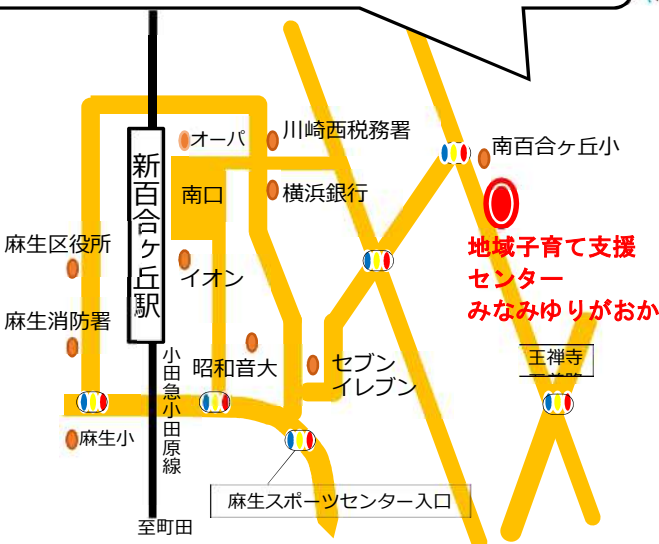 オーパ
川崎西税務署
南百合ヶ丘小
新百合ヶ丘駅
南口
横浜銀行
麻生区役所
イオン
地域子育て支援
センター
みなみゆりがおか
麻生消防署
小田急小田原線
昭和音大
セブン
イレブン
王禅寺
麻生小
麻生スポーツセンター入口
至町田